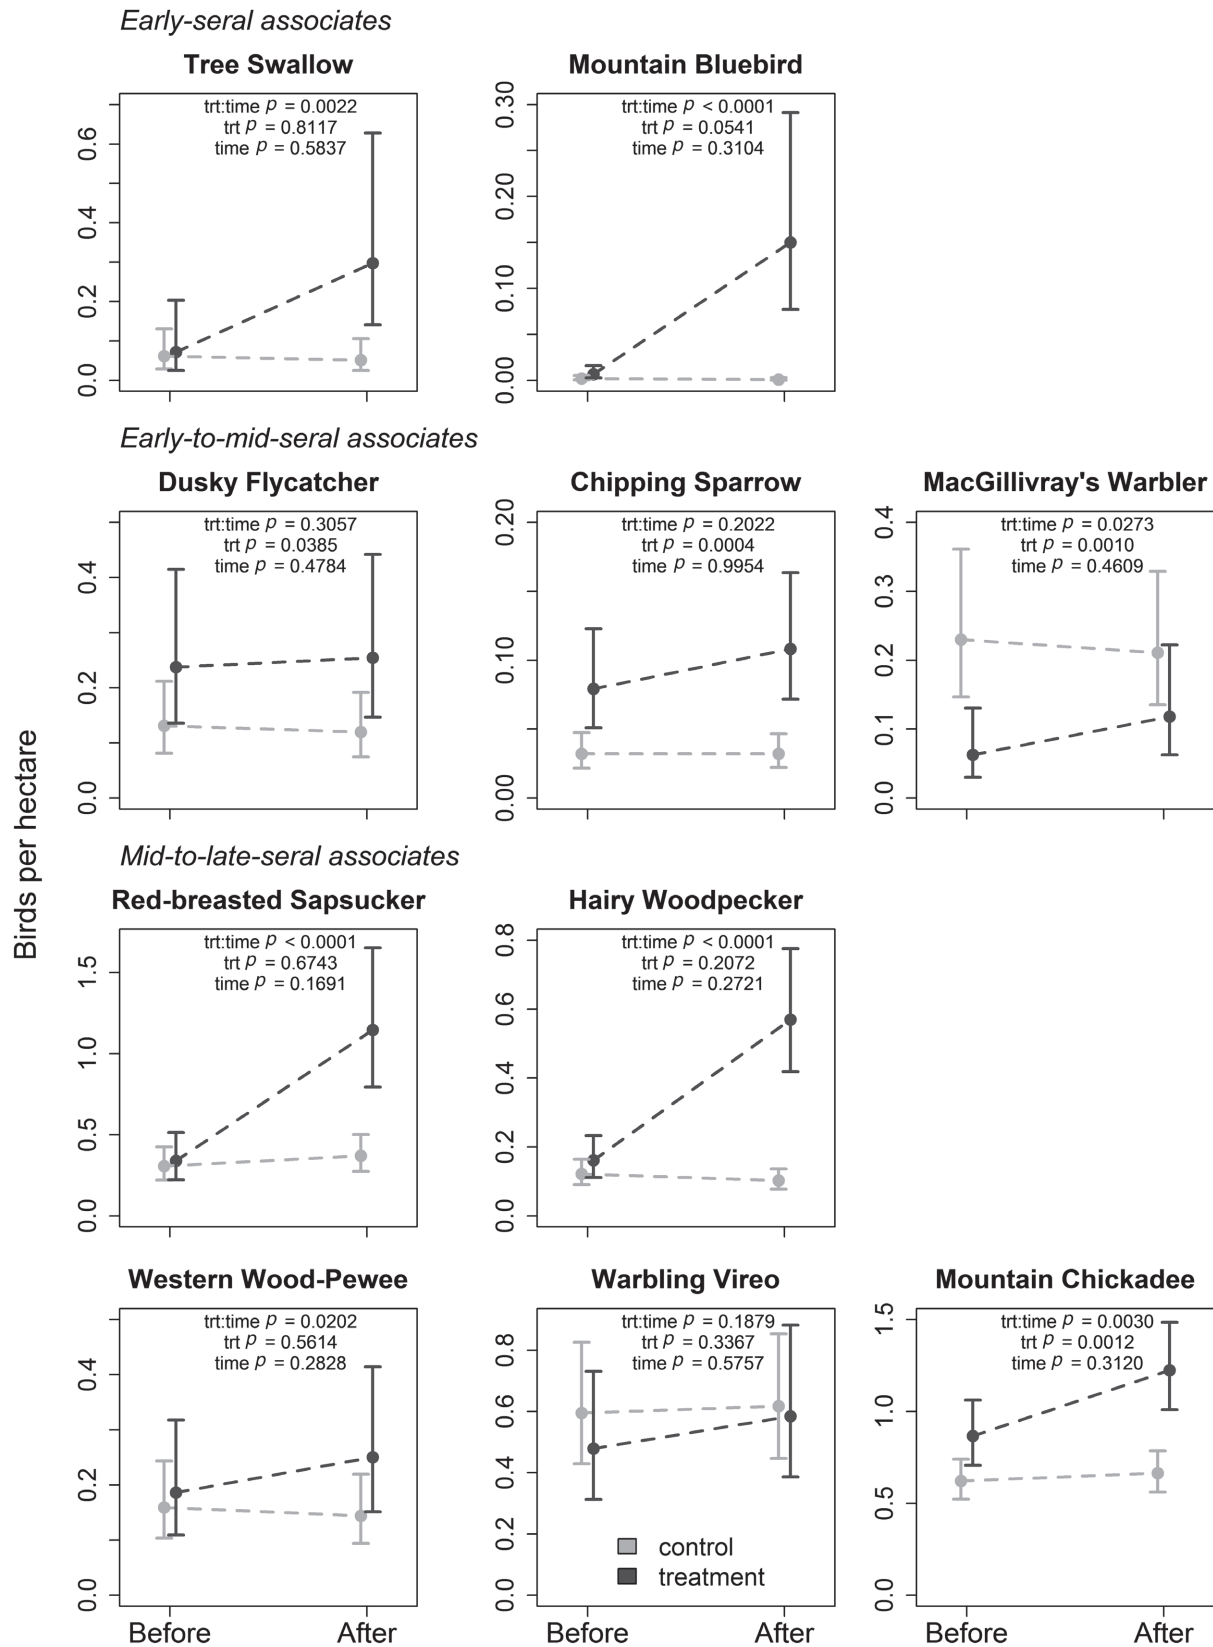 Early-seral associates
Tree Swallow
trt:time p = 0.0022
trt p = 0.8117
time p = 0.5837
0.0 0.2 0.4 0.6
Mountain Bluebird
trt:time p < 0.0001
trt p = 0.0541
time p = 0.3104
0.00 0.10 0.20 0.30
Early-to-mid-seral associates
Dusky Flycatcher
trt:time p = 0.3057
trt p = 0.0385
time p = 0.4784
0.0 0.2 0.4
Chipping Sparrow
trt:time p = 0.2022
trt p = 0.0004
time p = 0.9954
0.00 0.10 0.20
MacGillivray's Warbler
trt:time p = 0.0273
trt p = 0.0010
time p = 0.4609
0.0 0.1 0.2 0.3 0.4
Birds per hectare
Mid-to-late-seral associates
Red-breasted Sapsucker
trt:time p < 0.0001
trt p = 0.6743
time p = 0.1691
0.0 0.5 1.0 1.5
Hairy Woodpecker
trt:time p < 0.0001
trt p = 0.2072
time p = 0.2721
0.0 0.2 0.4 0.6 0.8
Western Wood-Pewee
trt:time p = 0.0202
trt p = 0.5614
time p = 0.2828
0.0 0.2 0.4
Before After
Warbling Vireo
trt:time p = 0.1879
trt p = 0.3367
time p = 0.5757
0.0 0.2 0.4 0.6 0.8
control
treatment
Before After
Mountain Chickadee
trt:time p = 0.0030
trt p = 0.0012
time p = 0.3120
0.0 0.5 1.0 1.5
Before After